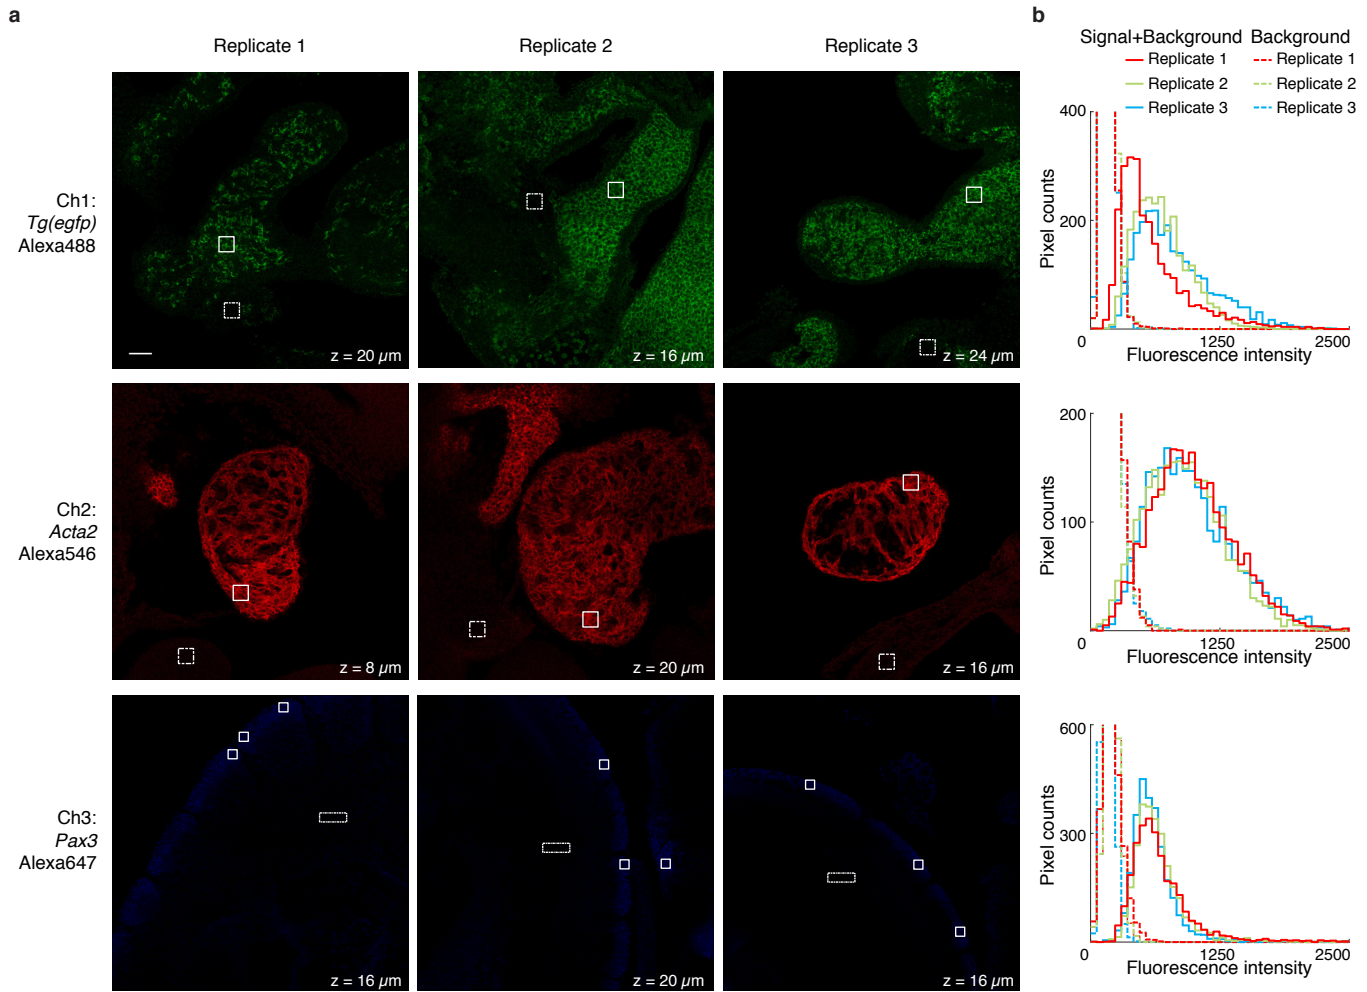 a
Replicate 1
Replicate 2
Replicate 3
Ch1:
Tg(egfp)
Alexa488
z = 20 µm
z = 16 µm
z = 24 µm
Ch2:
Acta2
Alexa546
z = 8 µm
z = 20 µm
z = 16 µm
Ch3:
Pax3
Alexa647
z = 16 µm
z = 20 µm
z = 16 µm
b
Signal+Background Background
Replicate 1 Replicate 1
Replicate 2 Replicate 2
Replicate 3 Replicate 3
400
200
0
Pixel counts
0 1250 2500
Fluorescence intensity
200
100
0
Pixel counts
0 1250 2500
Fluorescence intensity
600
300
0
Pixel counts
0 1250 2500
Fluorescence intensity